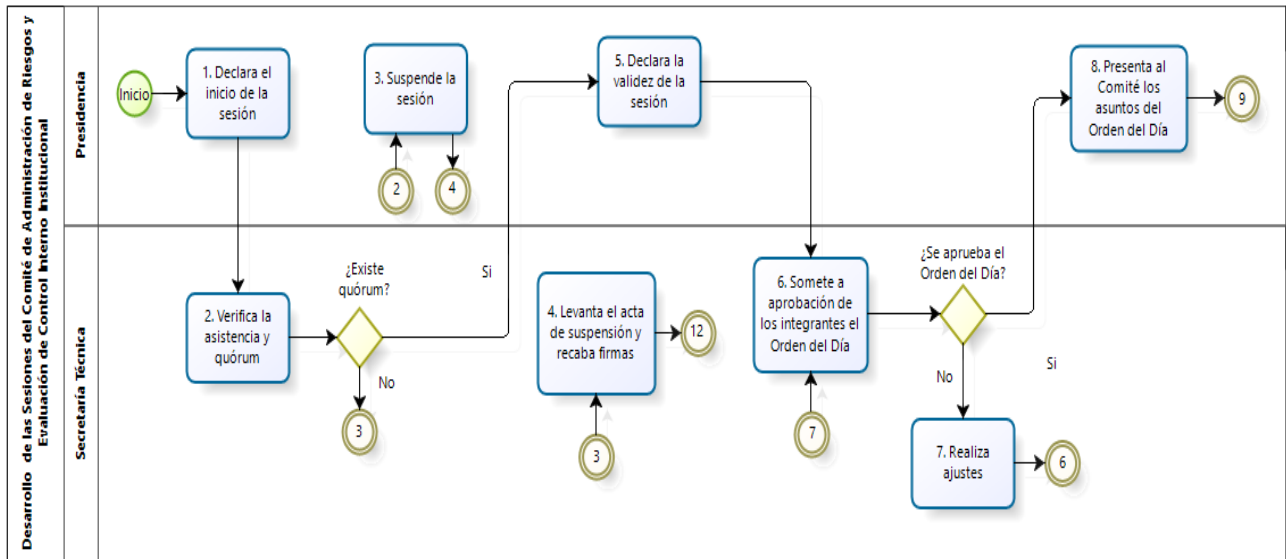 Desarrollo de las Sesiones del Comité de Administración de Riesgos y
Evaluación de Control Interno Institucional
Presidencia
Inicio
1. Declara el
inicio de la
sesión
3. Suspende la
sesión
2
4
5. Declara la
validez de la
sesión
8. Presenta al
Comité los
asuntos del
Orden del Día
9
Secretaría Técnica
2. Verifica la
asistencia y
quórum
¿Existe
quórum?
Si
No
3
4. Levanta el acta
de suspensión y
recaba firmas
12
3
6. Somete a
aprobación de
los integrantes el
Orden del Día
7
¿Se aprueba el
Orden del Día?
No
Si
7. Realiza
ajustes
6